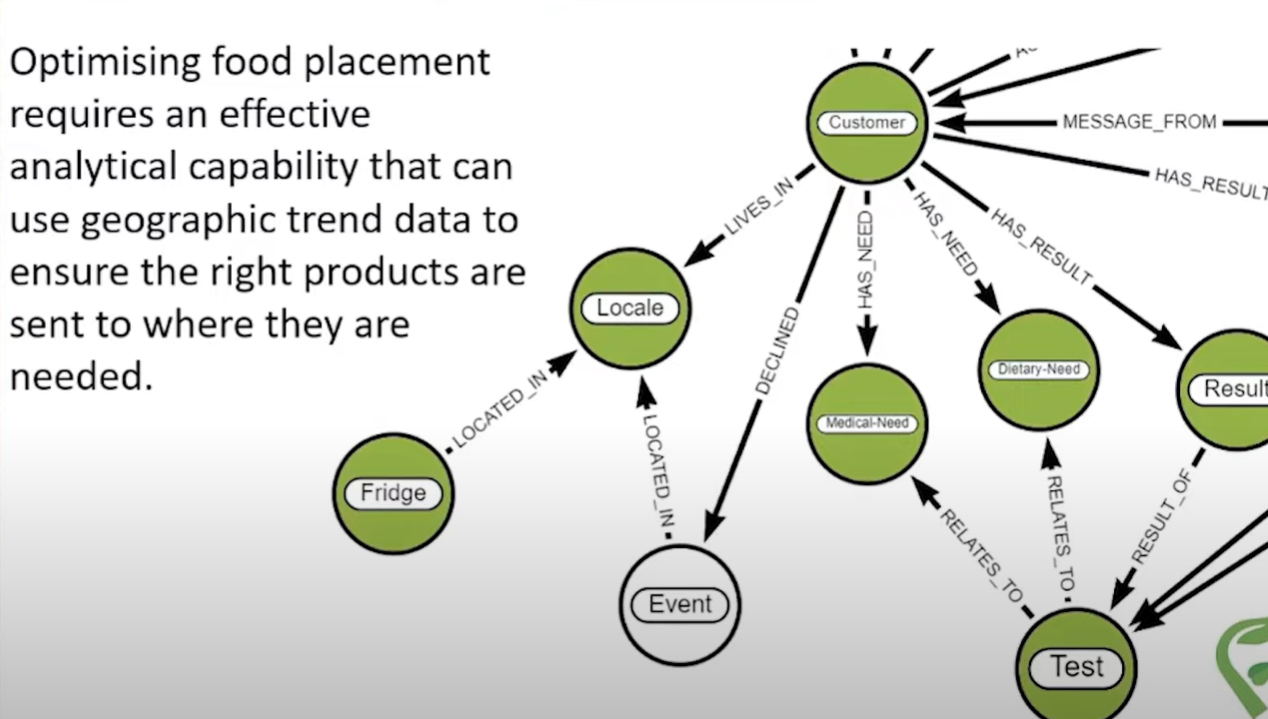 Optimising food placement
requires an effective
analytical capability that can
use geographic trend data to
ensure the right products are
sent to where they are
needed.
Customer
MESSAGE_FROM
HAS_RESULT
LIVES_IN
HAS_NEED
HAS_NEED
HAS_RESULT
DECLINED
Locale
LOCATED_IN
LOCATED_IN
Dietary-Need
Medical-Need
Result
Fridge
Event
RELATES_TO
RELATES_TO
RESULT_OF
Test